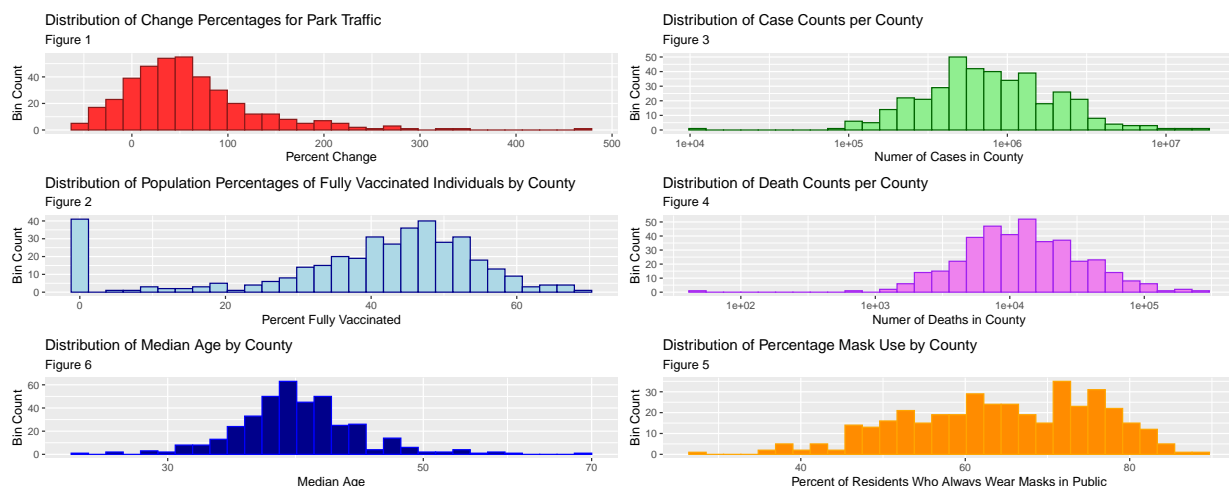 Distribution of Change Percentages for Park Traffic
Figure 1
Bin Count
40
20
0
0 100 200 300 400 500
Percent Change
Distribution of Case Counts per County
Figure 3
Bin Count
50
40
30
20
10
0
1e+04 1e+05 1e+06 1e+07
Numer of Cases in County
Distribution of Population Percentages of Fully Vaccinated Individuals by County
Figure 2
Bin Count
40
30
20
10
0
0 20 40 60
Percent Fully Vaccinated
Distribution of Death Counts per County
Figure 4
Bin Count
50
40
30
20
10
0
1e+02 1e+03 1e+04 1e+05
Numer of Deaths in County
Distribution of Median Age by County
Figure 6
Bin Count
60
40
20
0
30 50 70
Median Age
Distribution of Percentage Mask Use by County
Figure 5
Bin Count
30
20
10
0
40 60 80
Percent of Residents Who Always Wear Masks in Public